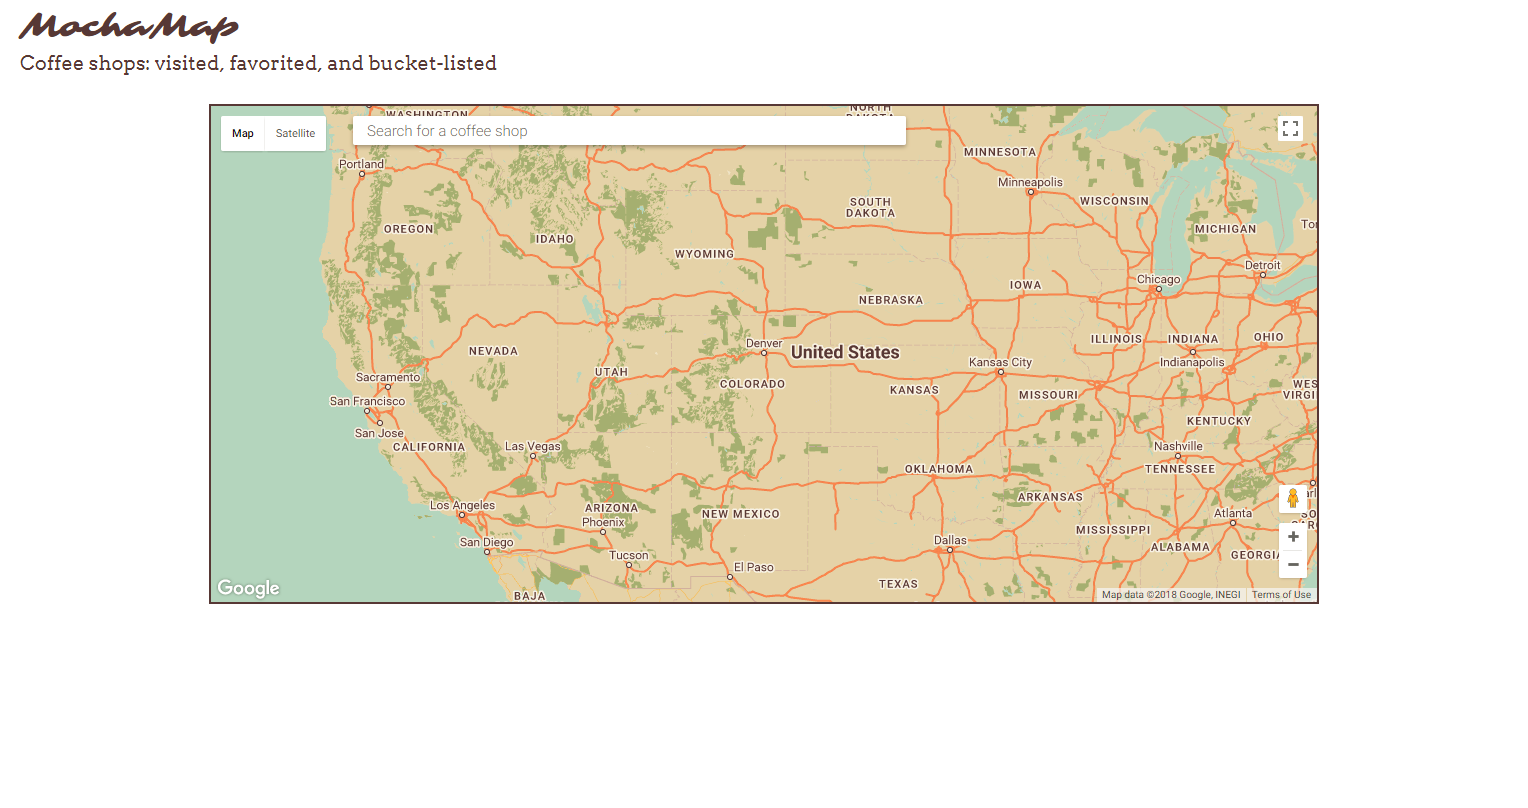 MochaMap
Coffee shops: visited, favorited, and bucket-listed
WASHINGTON
NORTH
DAKOTA
Map
Satellite
Search for a coffee shop
Portland
MINNESOTA
Minneapolis
SOUTH
DAKOTA
WISCONSIN
OREGON
IDAHO
MICHIGAN
WYOMING
Detroit
Chicago
IOWA
NEBRASKA
ILLINOIS
INDIANA
OHIO
Denver
United States
NEVADA
Indianapolis
Kansas City
UTAH
Sacramento
COLORADO
KANSAS
MISSOURI
WES
VIRGI
San Francisco
KENTUCKY
San Jose
CALIFORNIA
Las Vegas
Nashville
OKLAHOMA
TENNESSEE
ARKANSAS
Los Angeles
ARIZONA
NEW MEXICO
Atlanta
Phoenix
MISSISSIPPI
San Diego
Dallas
ALABAMA
GEORGIA
Tucson
El Paso
TEXAS
Google
BAJA
Map data ©2018 Google, INEGI
Terms of Use